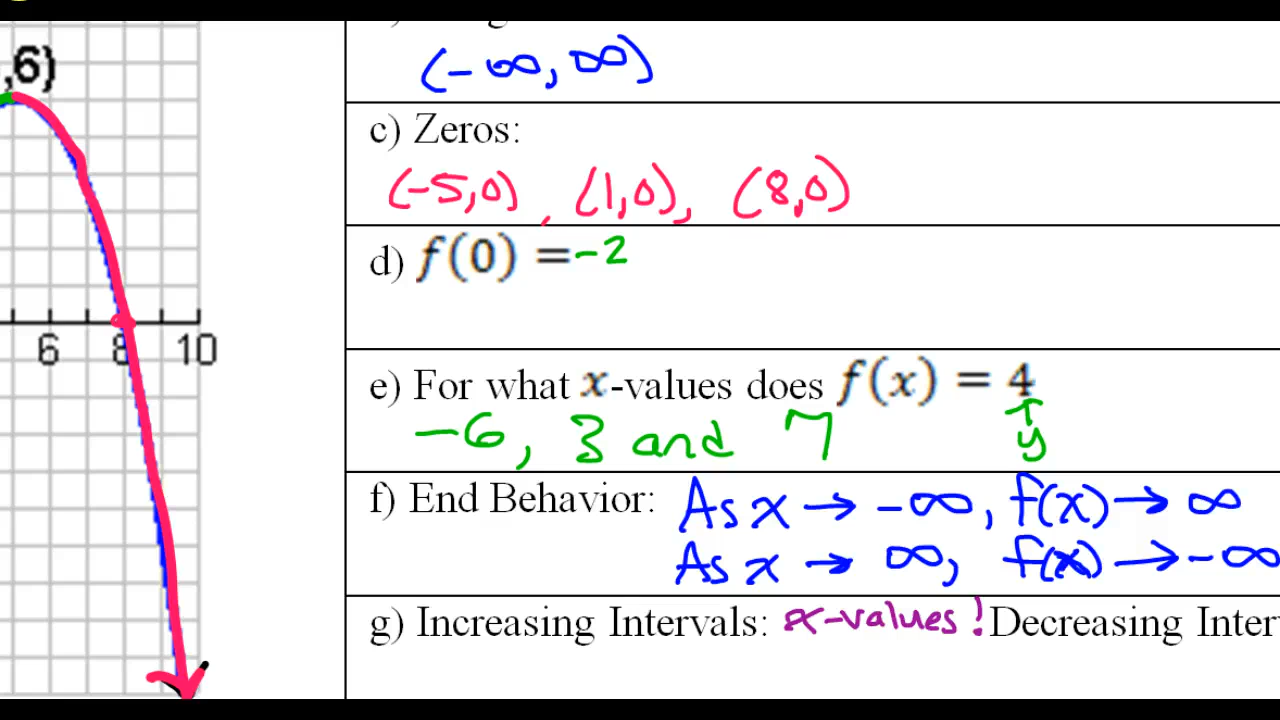 ,6)
(-∞, ∞)
c) Zeros:
(-5,0), (1,0), (8,0)
d) f(0) = -2
6 8 10
e) For what x-values does f(x) = 4
-6, 3 and 7
y
f) End Behavior: As x → -∞, f(x) → ∞
As x → ∞, f(x) → -∞
g) Increasing Intervals: x-values! Decreasing Inter